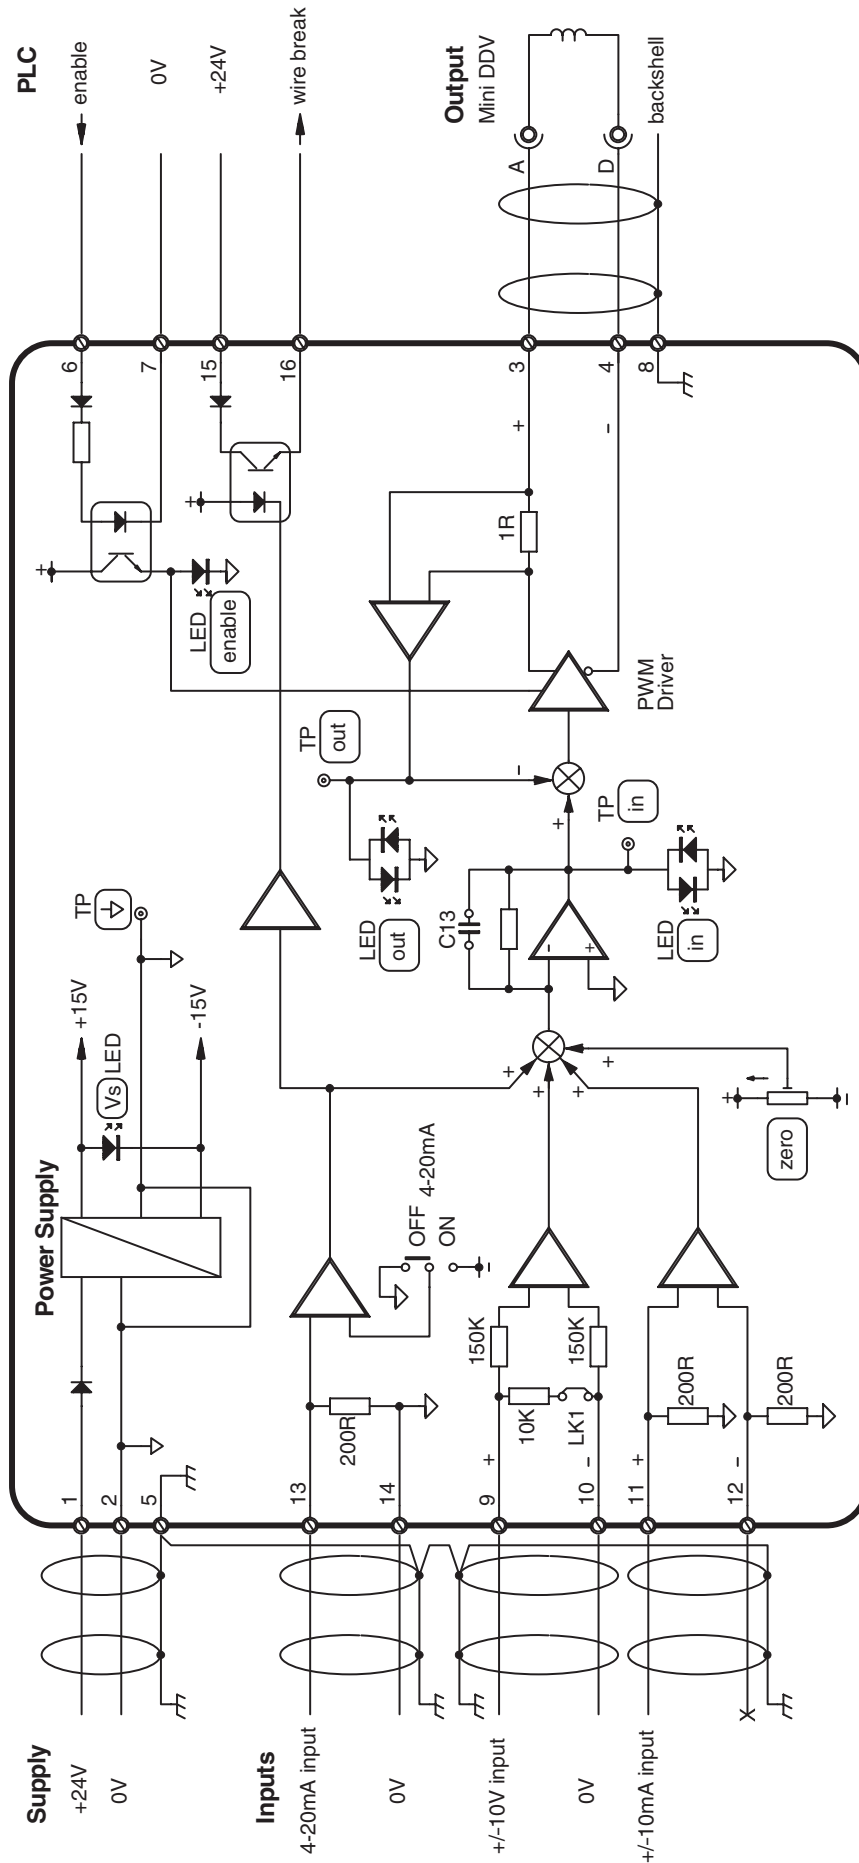 Supply
+24V
0V
Inputs
4-20mA input
0V
+/-10V input
0V
+/-10mA input
X
1
2
5
13
14
9
+
10
-
11
+
12
-
Power Supply
+15V
Vs LED
-15V
TP
200R
OFF
ON
4-20mA
-
150K
150K
10K
LK1
200R
200R
+
+
+
+
+
-
zero
C13
-
+
LED
out
LED
in
TP
out
TP
in
+
-
PWM
Driver
1R
+
-
+
LED
enable
+
6
7
15
16
3
4
8
PLC
enable
0V
+24V
wire break
Output
Mini DDV
A
D
backshell